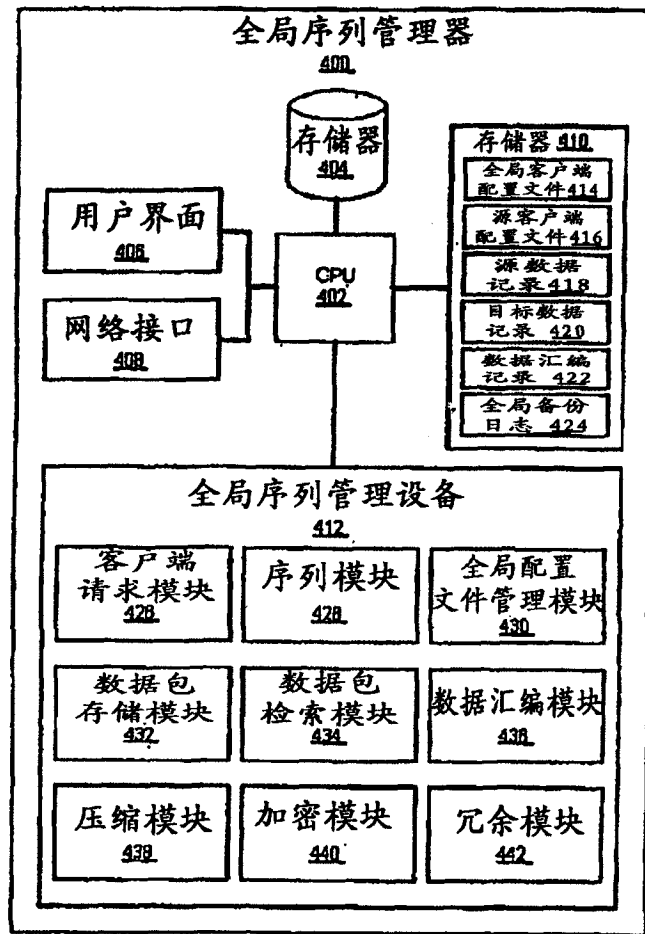 全局序列管理器
400
存储器
404
用户界面
406
网络接口
408
CPU
402
存储器 410
全局客户端
配置文件414
源客户端
配置文件416
源数据
记录 418
目标数据
记录 420
数据汇编
记录 422
全局备份
日志 424
全局序列管理设备
412
客户端
请求模块
426
序列模块
428
全局配置
文件管理模块
430
数据包
存储模块
432
数据包
检索模块
434
数据汇编模块
436
压缩模块
438
加密模块
440
冗余模块
442